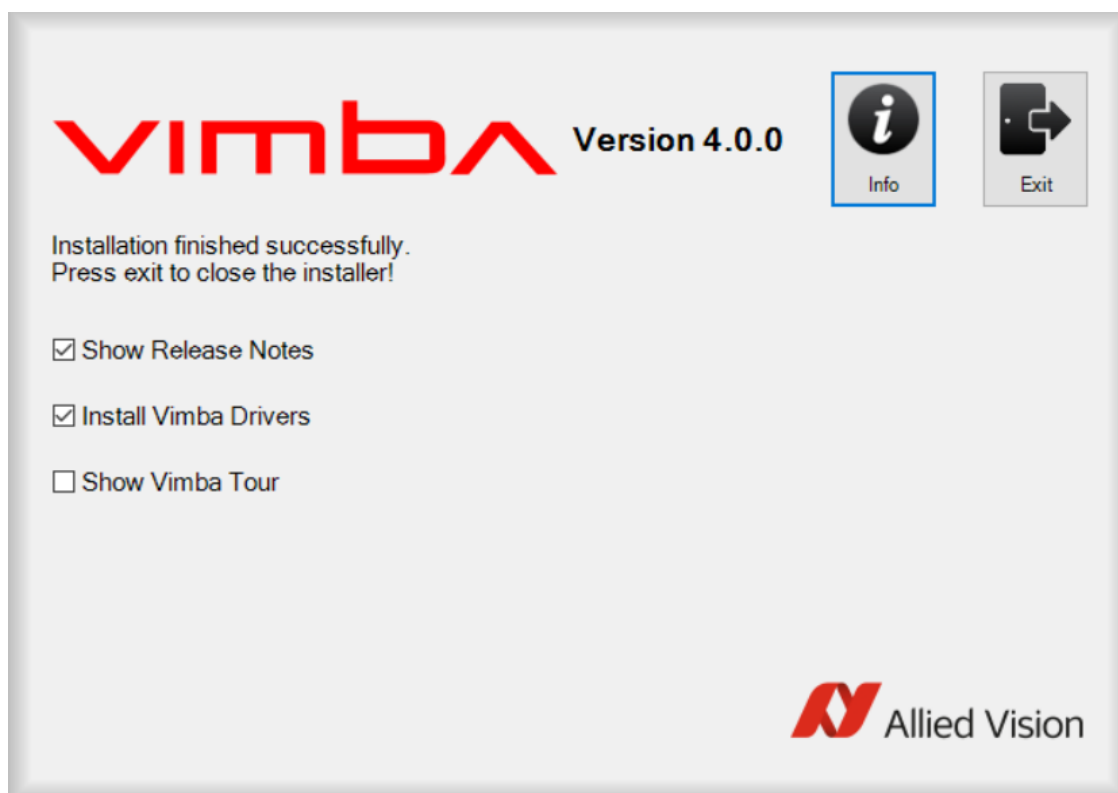 vimba
Version 4.0.0
Info
Exit
Installation finished successfully.
Press exit to close the installer!
Show Release Notes
Install Vimba Drivers
Show Vimba Tour
Allied Vision